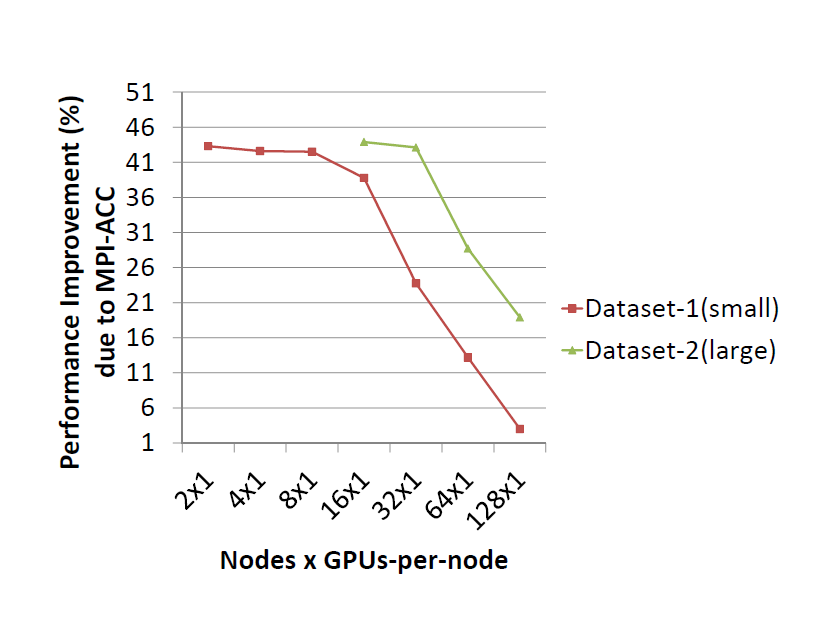 Performance Improvement (%)
due to MPI-ACC
51
46
41
36
31
26
21
16
11
6
1
2x1
4x1
8x1
16x1
32x1
64x1
128x1
Nodes x GPUs-per-node
Dataset-1(small)
Dataset-2(large)